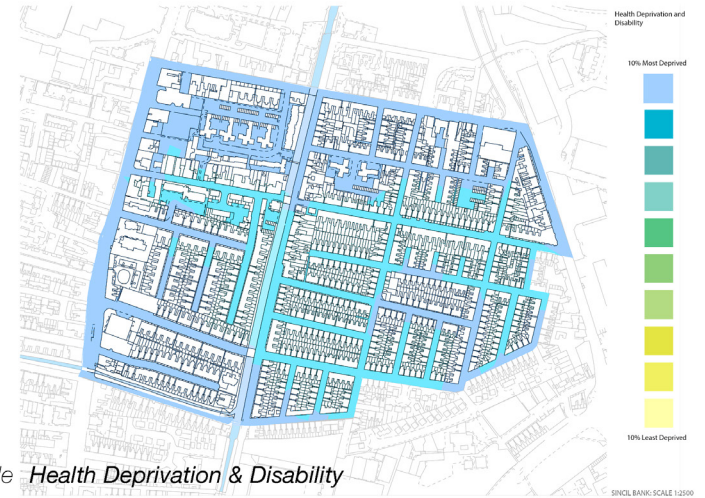 Health Deprivation and
Disability
10% Most Deprived
10% Least Deprived
Health Deprivation & Disability
SINCIL BANK: SCALE 1:2500